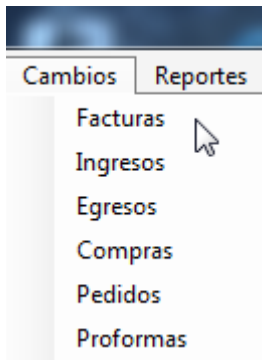 Cambios Reportes
Facturas
Ingresos
Egresos
Compras
Pedidos
Proformas